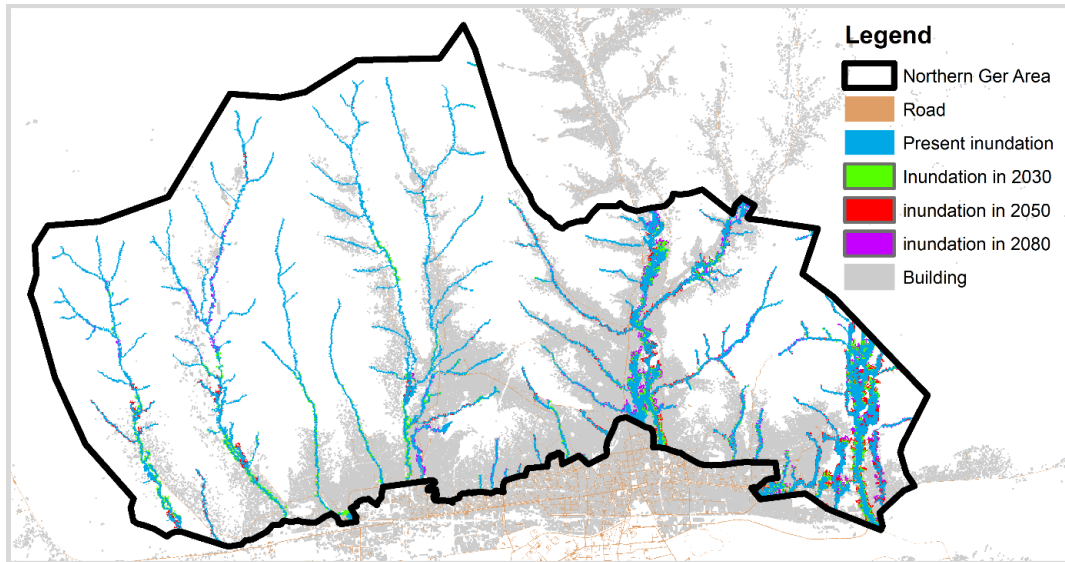 Legend
Northern Ger Area
Road
Present inundation
Inundation in 2030
inundation in 2050
inundation in 2080
Building